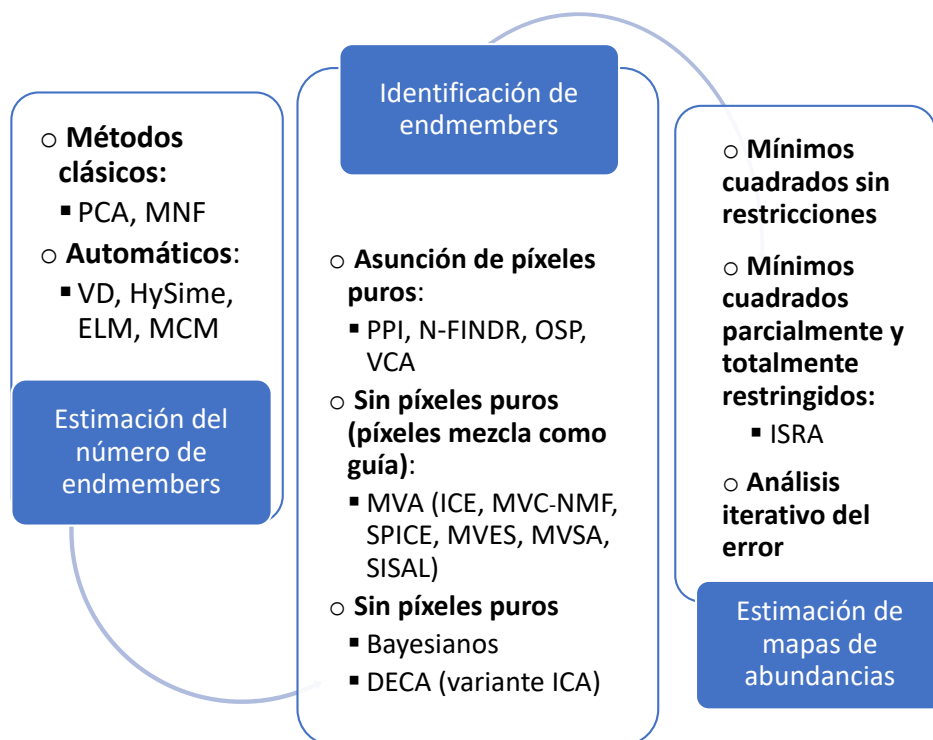 ○ Métodos
clásicos:
▪ PCA, MNF
○ Automáticos:
▪ VD, HySime,
ELM, MCM
Estimación del
número de
endmembers
Identificación de
endmembers
○ Asunción de píxeles
puros:
▪ PPI, N-FINDR, OSP,
VCA
○ Sin píxeles puros
(píxeles mezcla como
guía):
▪ MVA (ICE, MVC-NMF,
SPICE, MVES, MVSA,
SISAL)
○ Sin píxeles puros
▪ Bayesianos
▪ DECA (variante ICA)
○ Mínimos
cuadrados sin
restricciones
○ Mínimos
cuadrados
parcialmente y
totalmente
restringidos:
▪ ISRA
○ Análisis
iterativo del
error
Estimación de
mapas de
abundancias